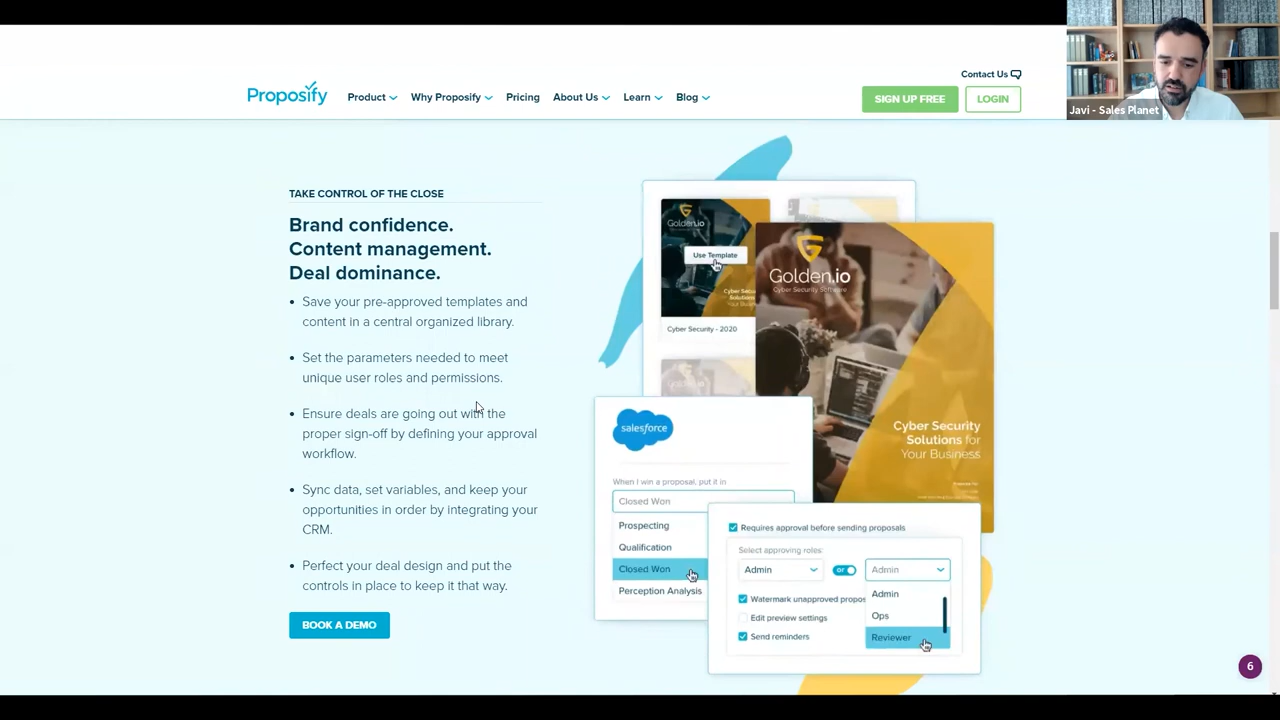 Contact Us
Javi - Sales Planet
Proposify
Product
Why Proposify
Pricing
About Us
Learn
Blog
SIGN UP FREE
LOGIN
TAKE CONTROL OF THE CLOSE
Brand confidence.
Content management.
Deal dominance.
• Save your pre-approved templates and
content in a central organized library.
• Set the parameters needed to meet
unique user roles and permissions.
• Ensure deals are going out with the
proper sign-off by defining your approval
workflow.
• Sync data, set variables, and keep your
opportunities in order by integrating your
CRM.
• Perfect your deal design and put the
controls in place to keep it that way.
BOOK A DEMO
Golden.io
Use Template
Cyber Security - 2020
Golden.io
Cyber Security Software
Cyber Security
Solutions for
Your Business
salesforce
When I win a proposal, put it in
Closed Won
Prospecting
Qualification
Closed Won
Perception Analysis
Requires approval before sending proposals
Select approving roles:
Admin
or
Admin
Admin
Ops
Reviewer
Watermark unapproved propos
Edit preview settings
Send reminders
6